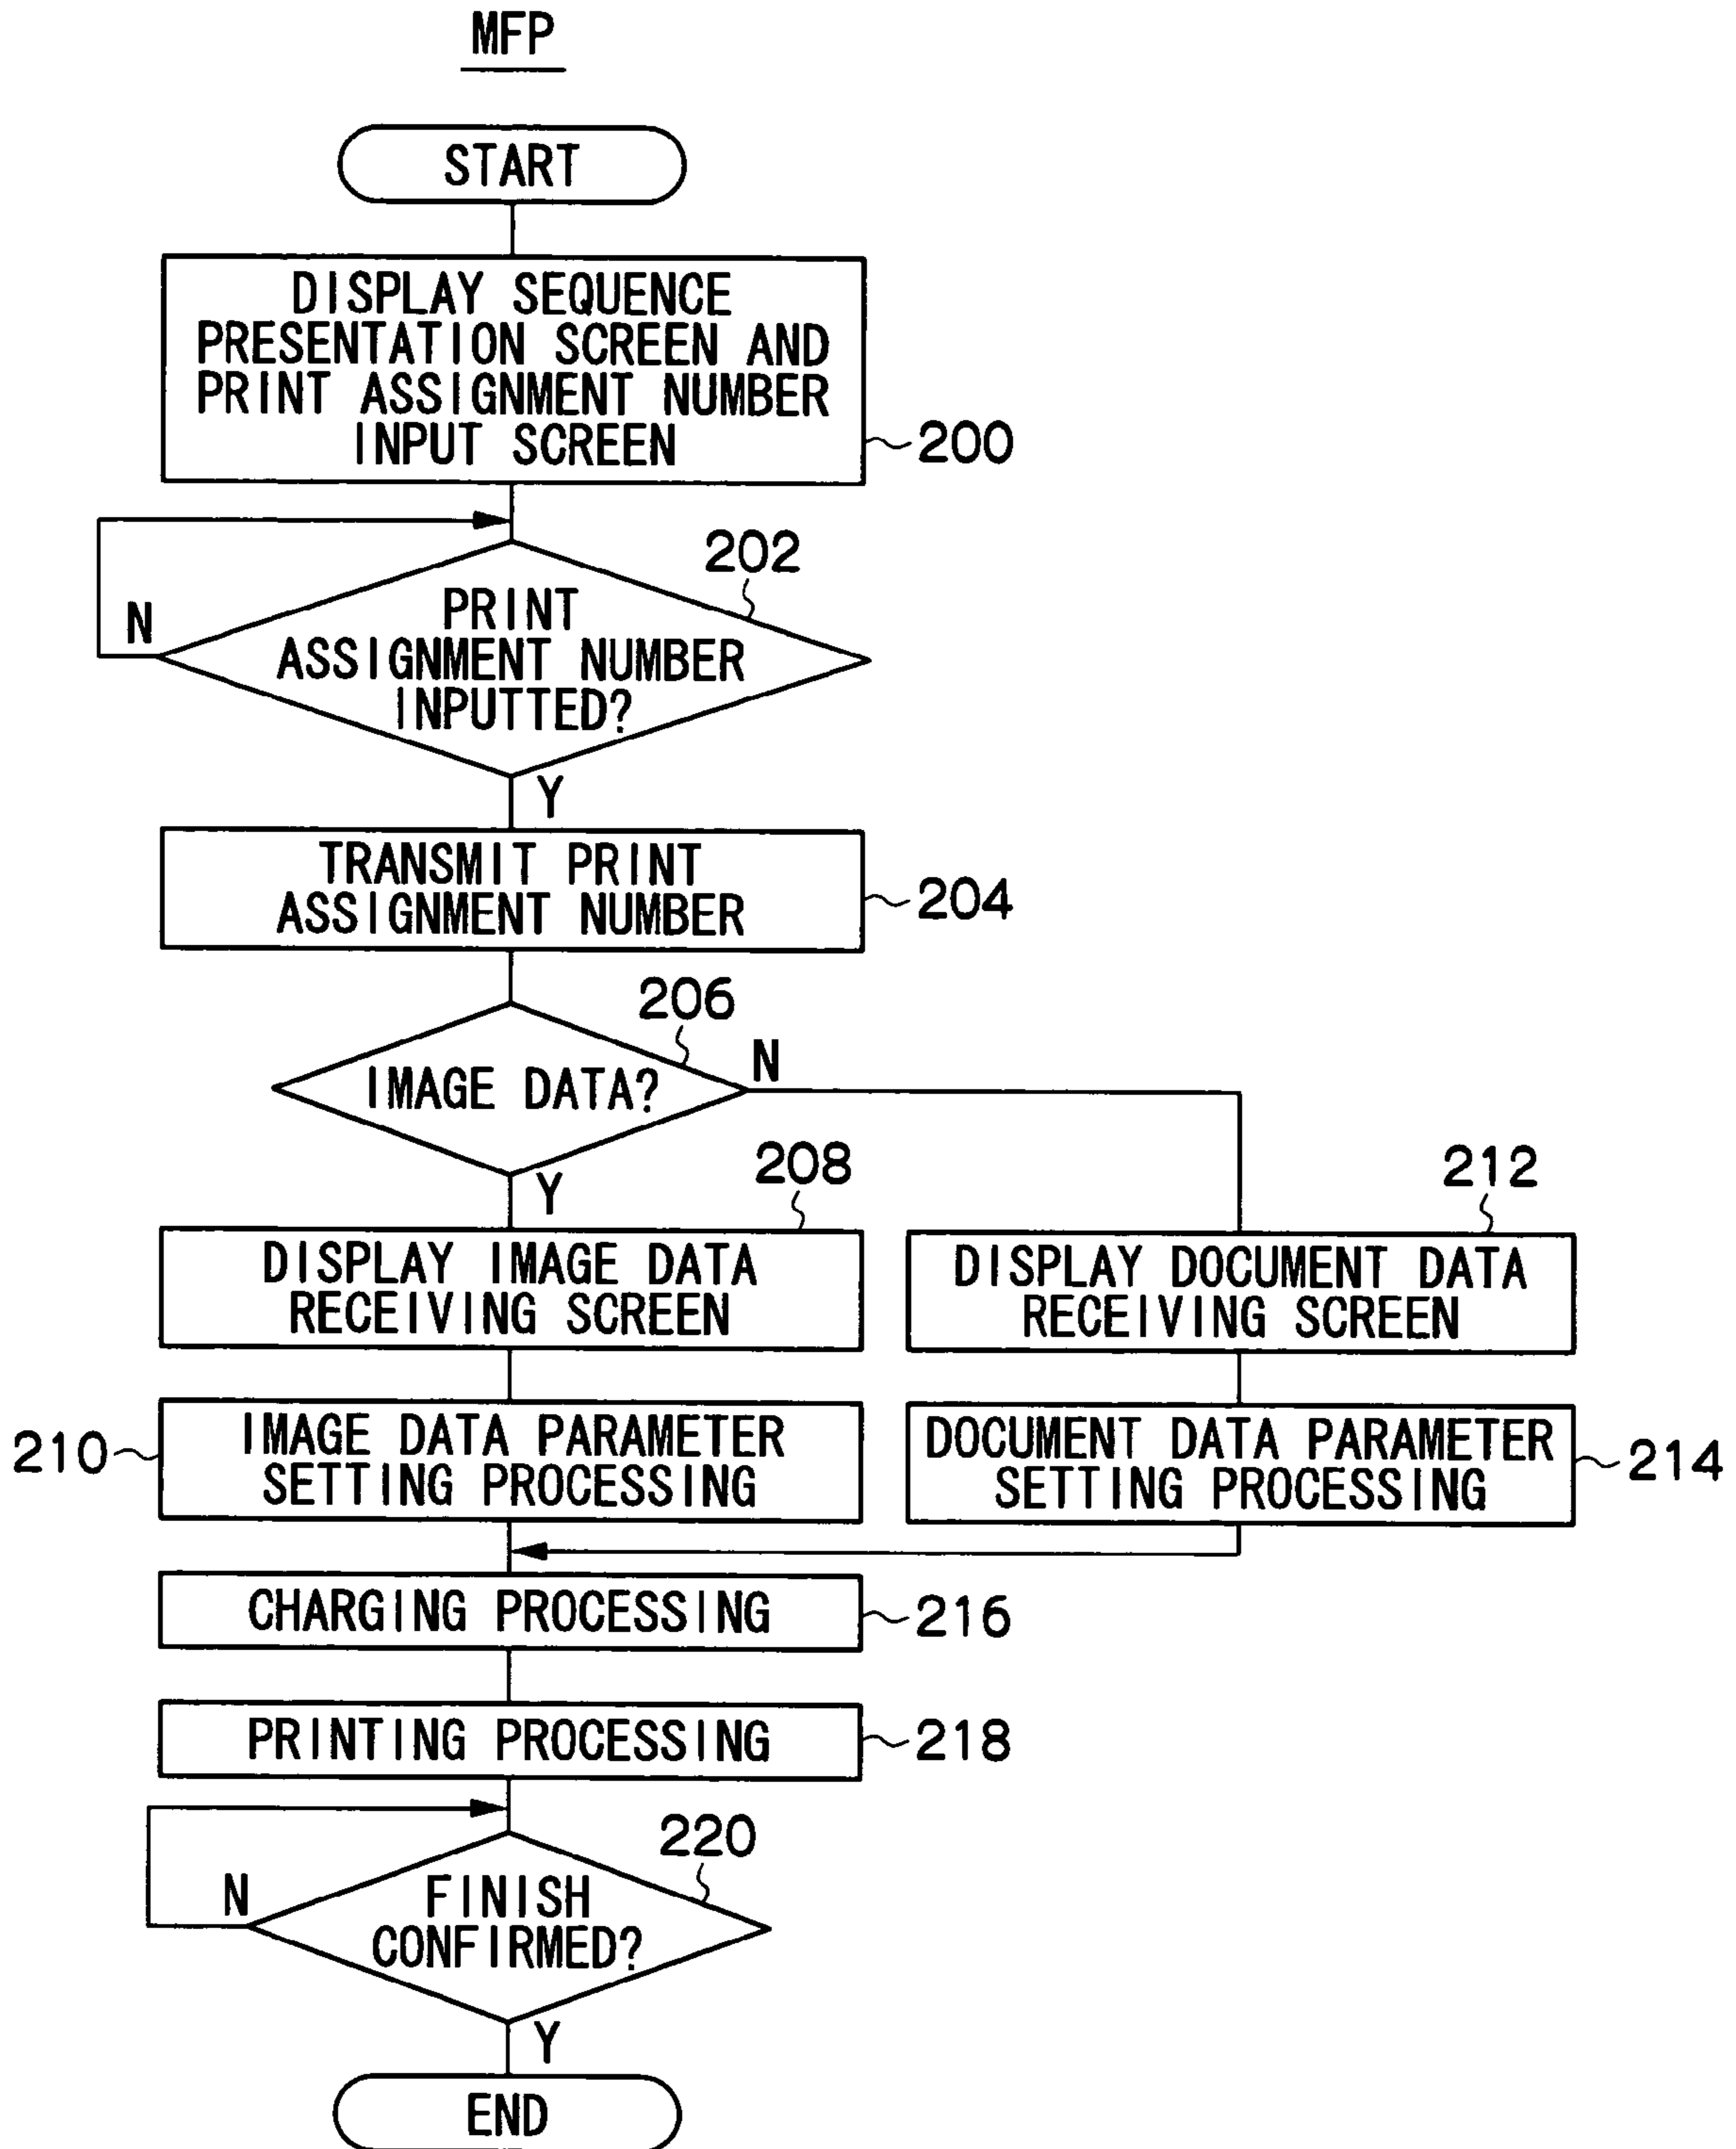 MFP
START
DISPLAY SEQUENCE
PRESENTATION SCREEN AND
PRINT ASSIGNMENT NUMBER
INPUT SCREEN
200
202
N
PRINT
ASSIGNMENT NUMBER
INPUTTED?
Y
TRANSMIT PRINT
ASSIGNMENT NUMBER
204
206
N
IMAGE DATA?
Y
208
212
DISPLAY IMAGE DATA
RECEIVING SCREEN
DISPLAY DOCUMENT DATA
RECEIVING SCREEN
210
IMAGE DATA PARAMETER
SETTING PROCESSING
DOCUMENT DATA PARAMETER
SETTING PROCESSING
214
CHARGING PROCESSING
216
PRINTING PROCESSING
218
220
N
FINISH
CONFIRMED?
Y
END